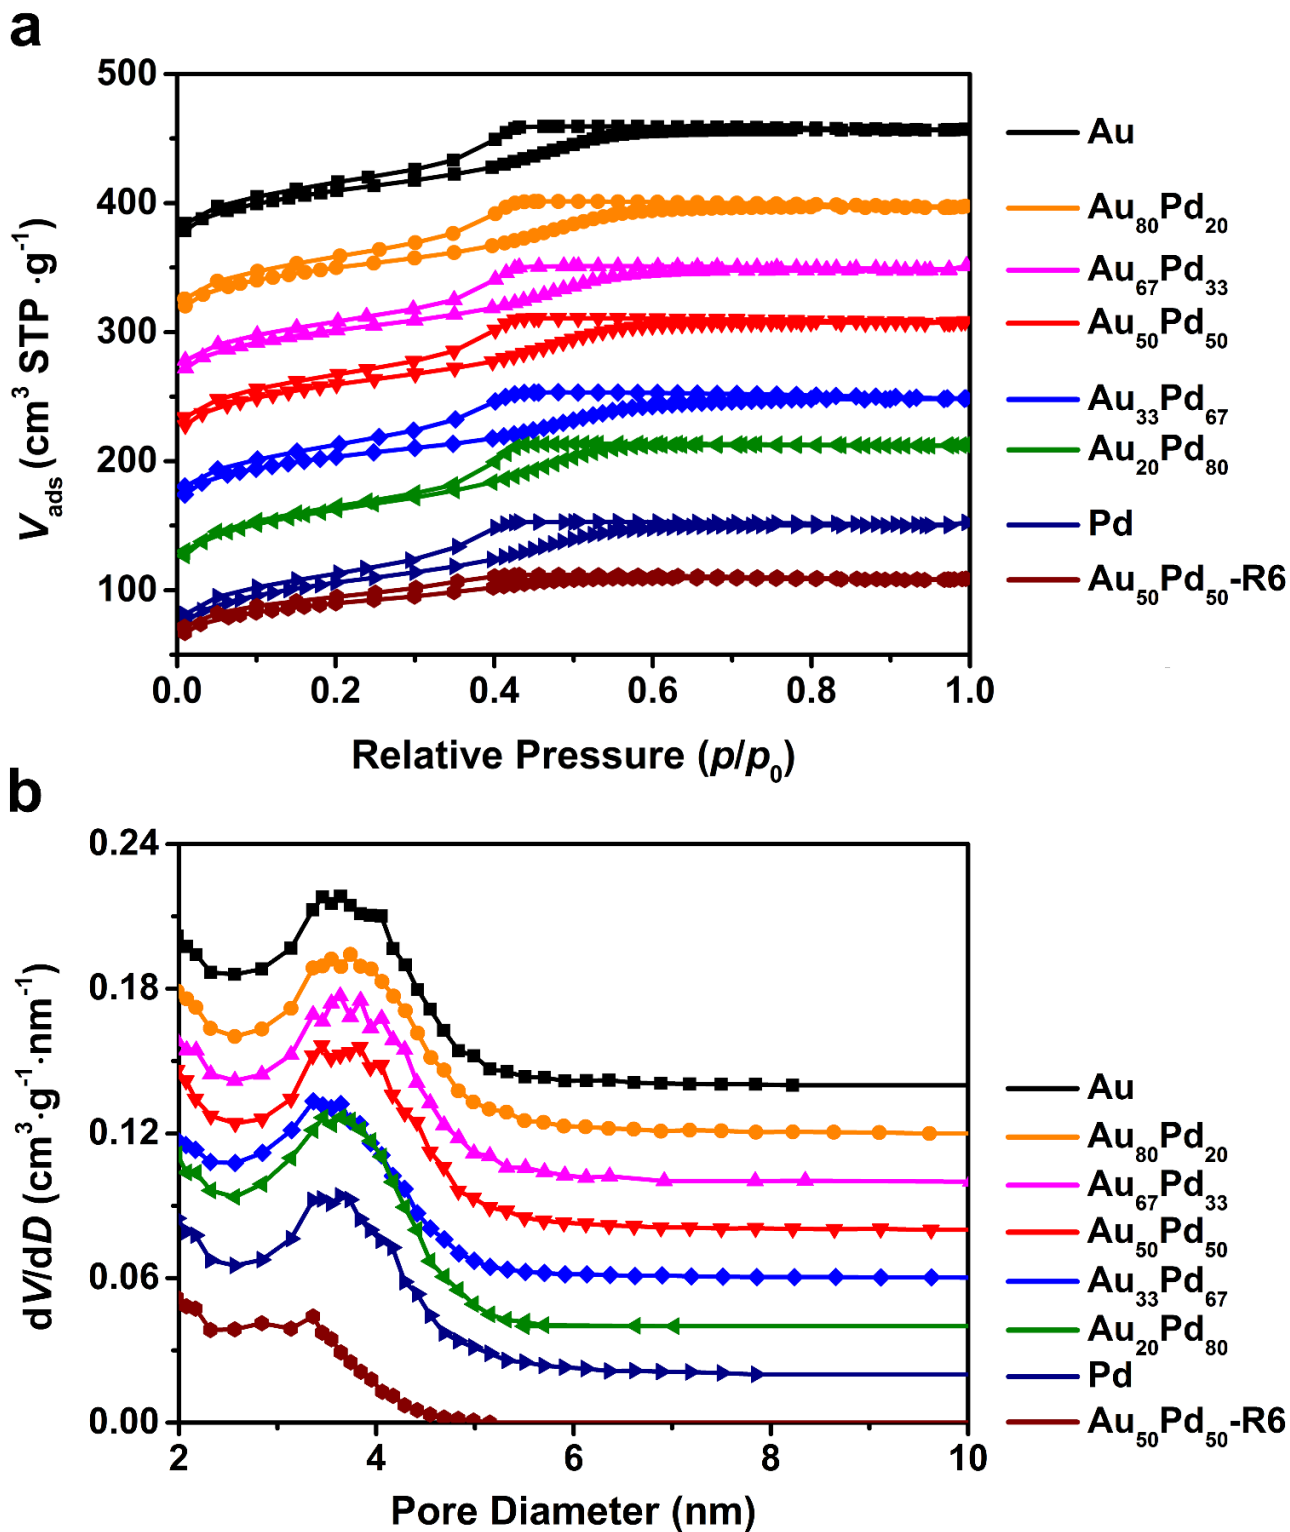 a
500
400
300
200
100
V_ads (cm³ STP ·g⁻¹)
0.0 0.2 0.4 0.6 0.8 1.0
Relative Pressure (p/p₀)
Au
Au₈₀Pd₂₀
Au₆₇Pd₃₃
Au₅₀Pd₅₀
Au₃₃Pd₆₇
Au₂₀Pd₈₀
Pd
Au₅₀Pd₅₀-R6
b
0.24
0.18
0.12
0.06
0.00
dV/dD (cm³·g⁻¹·nm⁻¹)
2 4 6 8 10
Pore Diameter (nm)
Au
Au₈₀Pd₂₀
Au₆₇Pd₃₃
Au₅₀Pd₅₀
Au₃₃Pd₆₇
Au₂₀Pd₈₀
Pd
Au₅₀Pd₅₀-R6